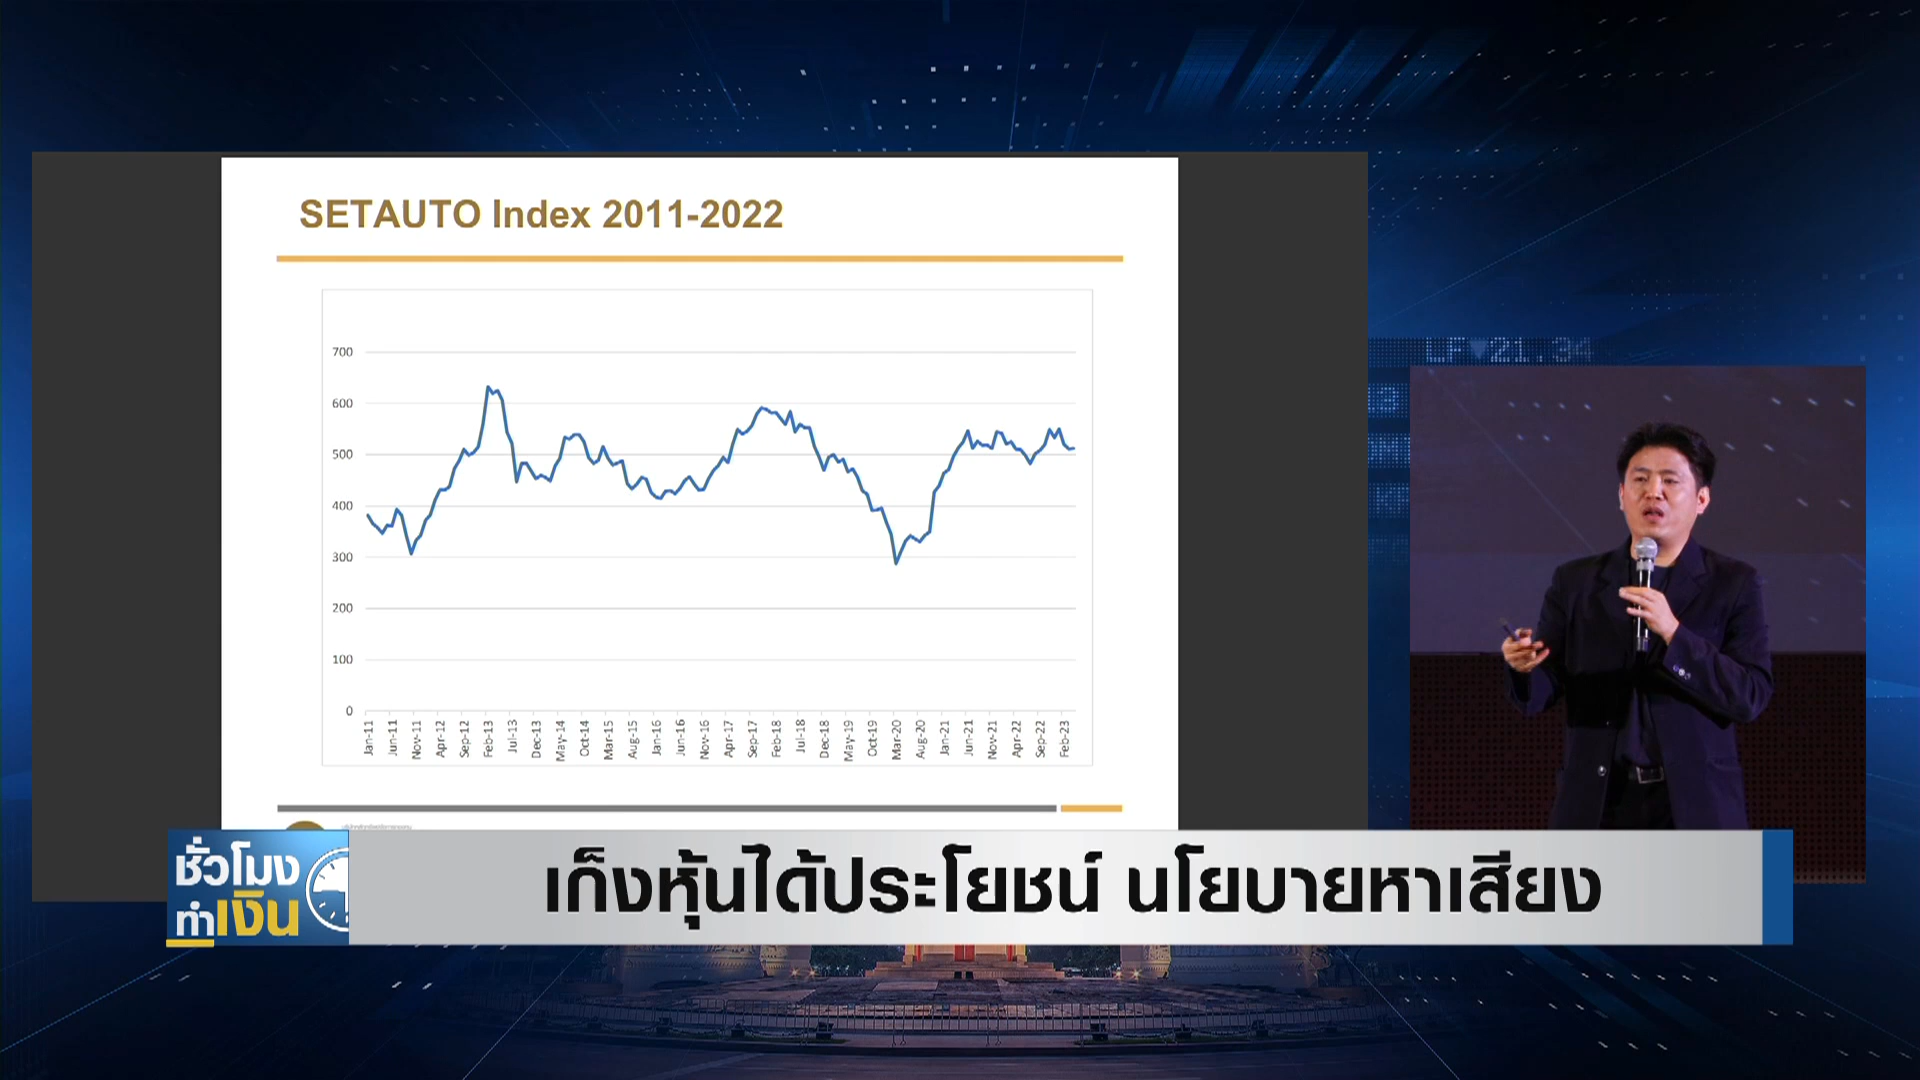 SETAUTO Index 2011-2022
700
600
500
400
300
200
100
0
Jan-11
Jun-11
Nov-11
Apr-12
Sep-12
Feb-13
Jul-13
Dec-13
May-14
Oct-14
Mar-15
Aug-15
Jan-16
Jun-16
Nov-16
Apr-17
Sep-17
Feb-18
Jul-18
Dec-18
May-19
Oct-19
Mar-20
Aug-20
Jan-21
Jun-21
Nov-21
Apr-22
Sep-22
Feb-23
21.34
ชั่วโมง
ทำเงิน
เก็งหุ้นได้ประโยชน์ นโยบายหาเสียง